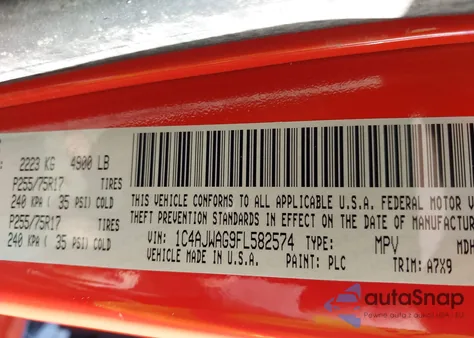 2223 KG 4900 LB
P255/75R17 TIRES
240 KPA ( 35 PSI) COLD
P255/75R17 TIRES
240 KPA ( 35 PSI) COLD
THIS VEHICLE CONFORMS TO ALL APPLICABLE U.S.A. FEDERAL MOTOR
THEFT PREVENTION STANDARDS IN EFFECT ON THE DATE OF MANUFACTUR
VIN: 1C4AJWAG9FL582574 TYPE: MPV MDH
VEHICLE MADE IN U.S.A. PAINT: PLC TRIM: A7X9
autaSnap